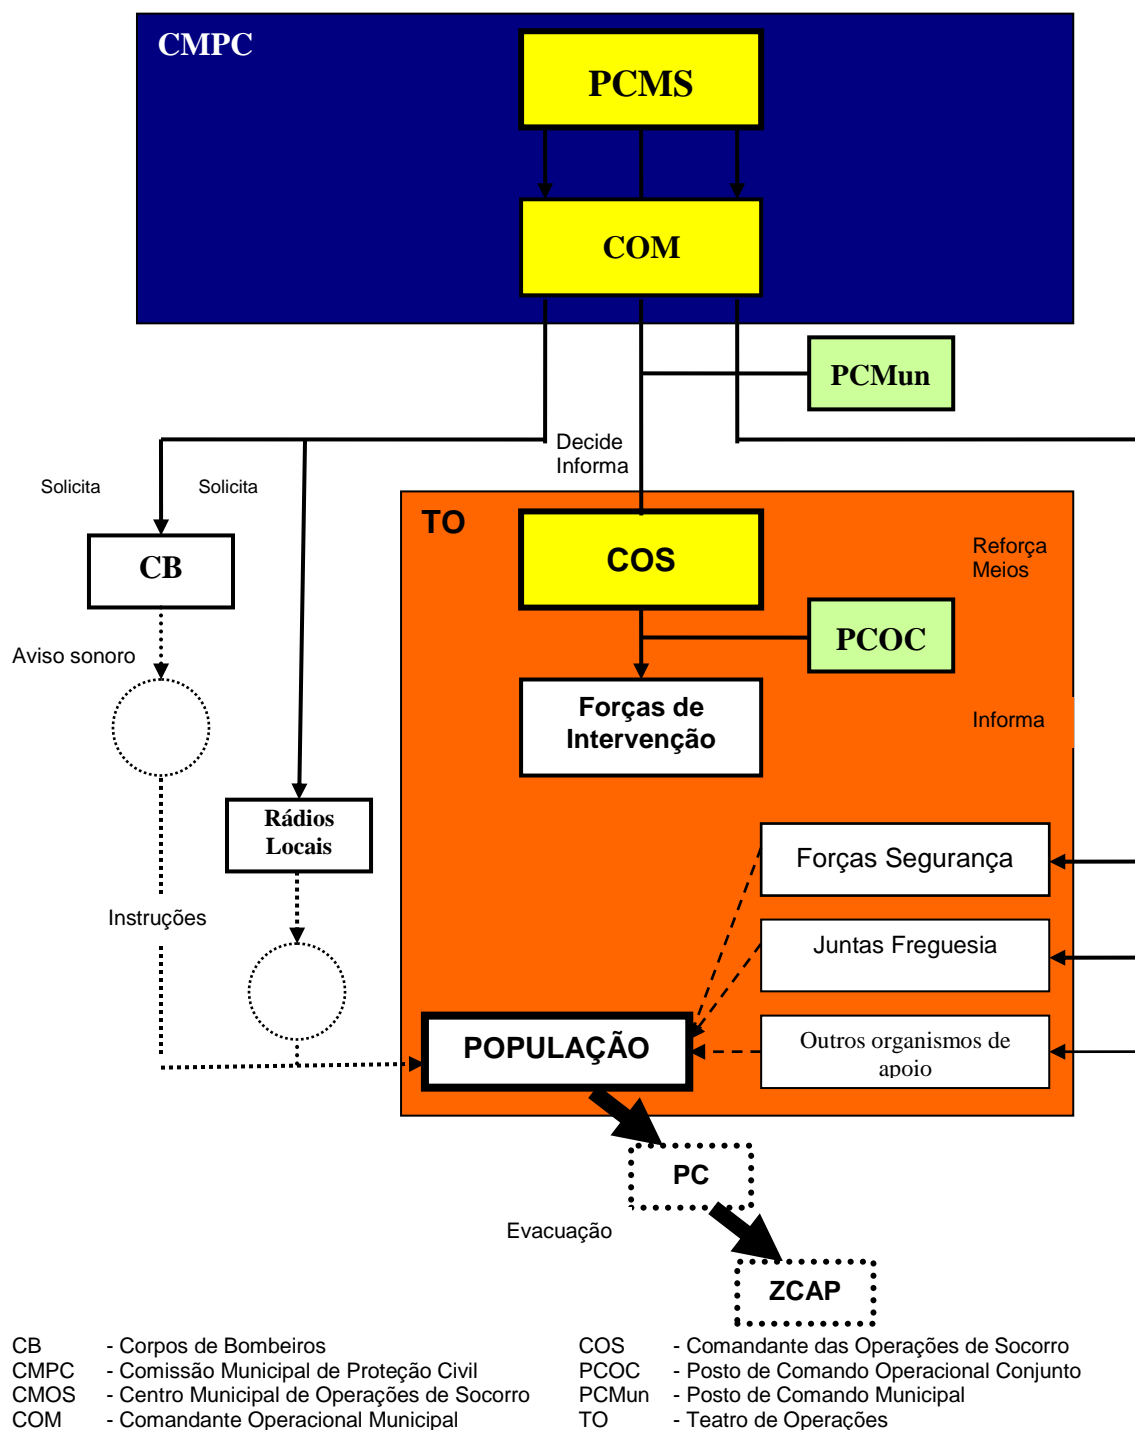 CMPC
PCMS
COM
PCMun
Decide
Informa
Solicita
Solicita
TO
COS
Reforça
Meios
CB
PCOC
Aviso sonoro
Forças de
Intervenção
Informa
Rádios
Locais
Forças Segurança
Instruções
Juntas Freguesia
POPULAÇÃO
Outros organismos de
apoio
PC
Evacuação
ZCAP
CB - Corpos de Bombeiros
CMPC - Comissão Municipal de Proteção Civil
CMOS - Centro Municipal de Operações de Socorro
COM - Comandante Operacional Municipal
COS - Comandante das Operações de Socorro
PCOC - Posto de Comando Operacional Conjunto
PCMun - Posto de Comando Municipal
TO - Teatro de Operações